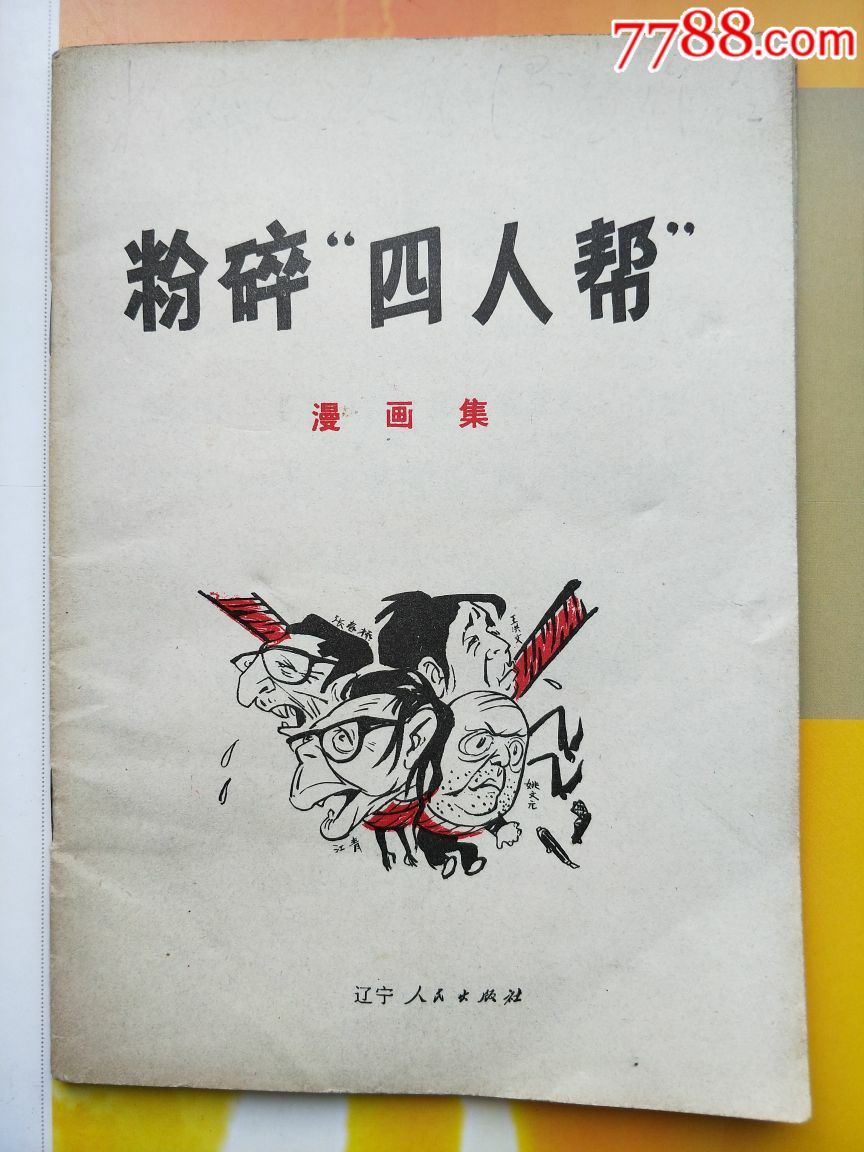 7788.com
粉碎“四人帮”
漫画集
张春桥
王洪文
姚文元
江青
辽宁人民出版社